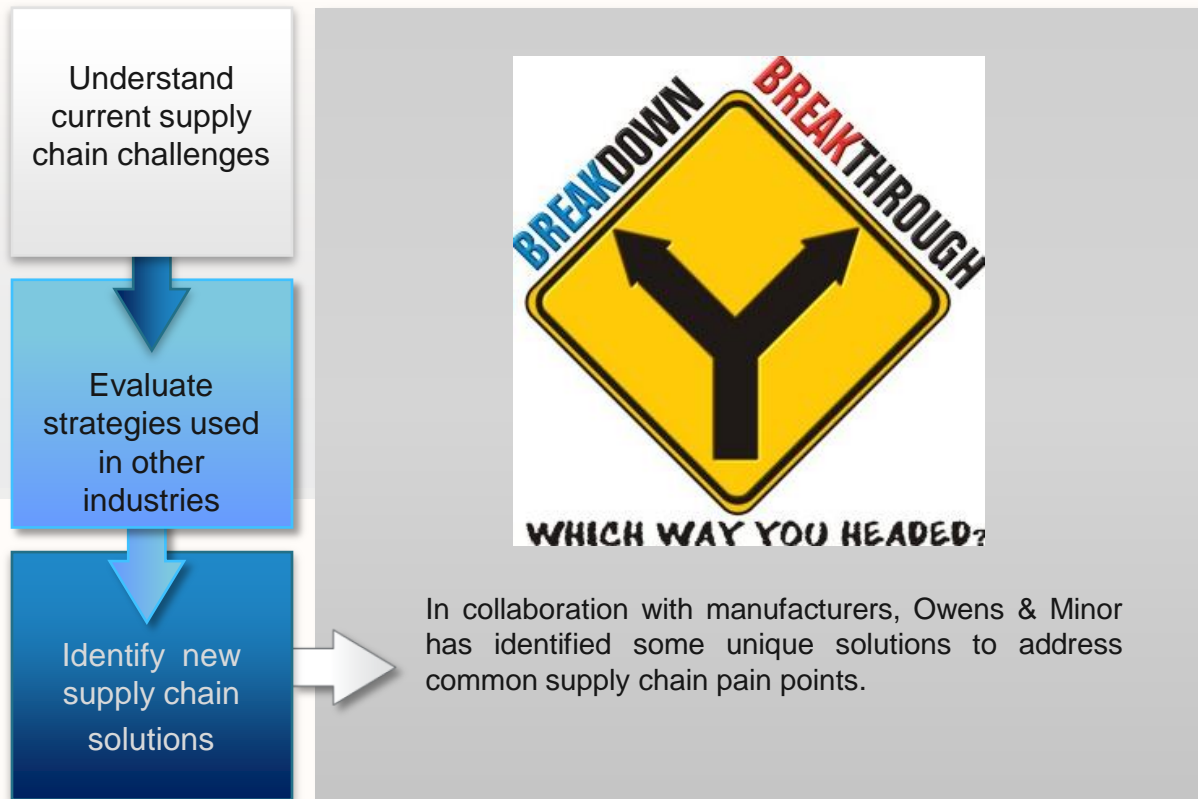 Understand
current supply
chain challenges
Evaluate
strategies used
in other
industries
Identify new
supply chain
solutions
BREAKDOWN
BREAKTHROUGH
WHICH WAY YOU HEADED?
In collaboration with manufacturers, Owens & Minor
has identified some unique solutions to address
common supply chain pain points.